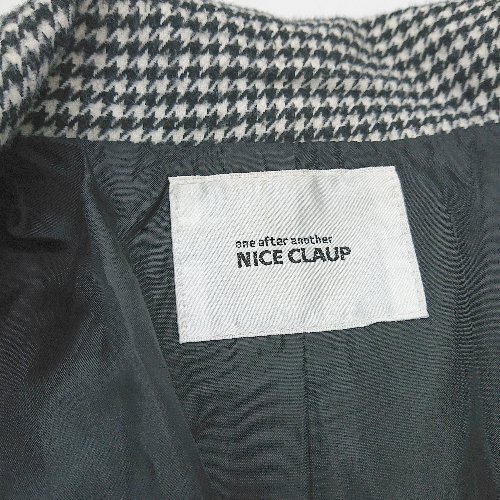 one after another
NICE CLAUP